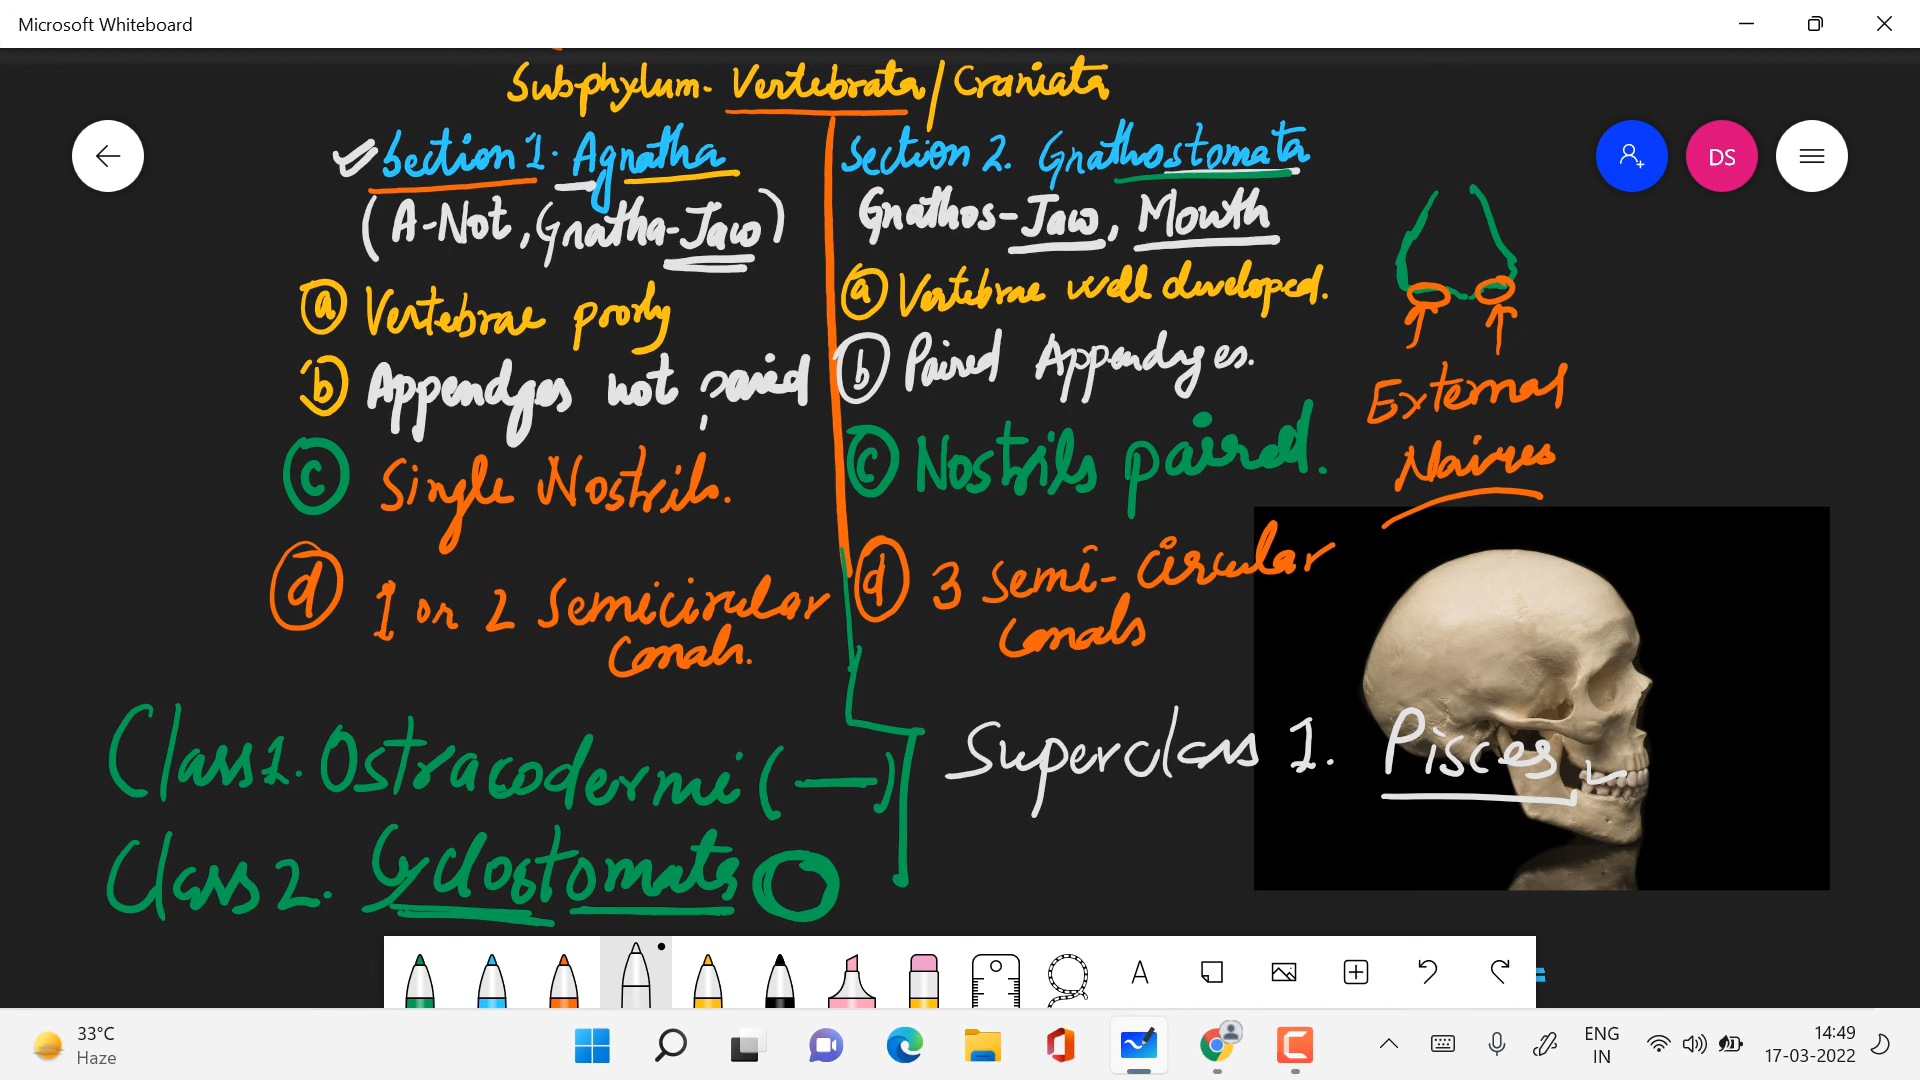 Microsoft Whiteboard
Subphylum- Vertebrata/Craniata
Section 1. Agnatha
(A-Not, Gnatha-Jaw)
a Vertebrae poorly
b Appendges not paired
c Single Nostrils.
d 1 or 2 Semicircular
Canals.
Class 1. Ostracodermi (—)
Class 2. Cyclostomata
Section 2. Gnathostomata
Gnathos-Jaw, Mouth
a Vertebrae well developed.
b Paired Appendages.
c Nostrils paired.
d 3 Semi-circular
Canals
Superclass 1. Pisces
External
DS
A
33°C
Haze
ENG
IN
14:49
17-03-2022